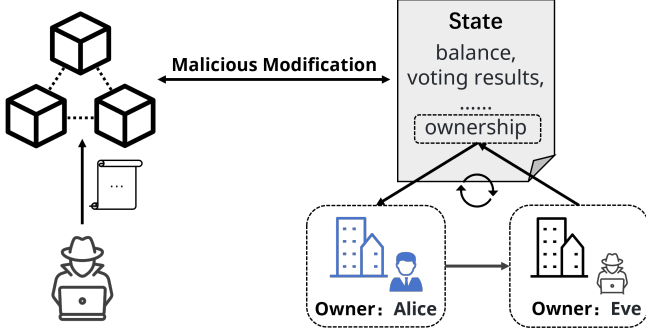 State
Malicious Modification
balance,
voting results,
......
ownership
...
Owner: Alice
Owner: Eve